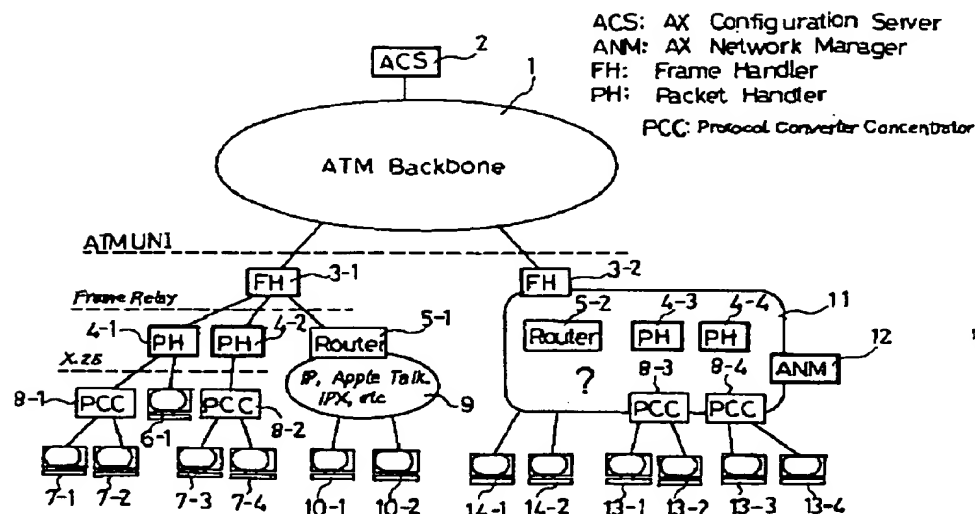 ACS: AX Configuration Server
ANM: AX Network Manager
FH: Frame Handler
PH: Packet Handler
PCC: Protocol Converter Concentrator
2
ACS
1
ATM Backbone
ATM UNI
FH
3-1
FH
3-2
Frame Relay
4-1
4-2
5-1
5-2
4-3
4-4
11
PH
PH
Router
Router
PH
PH
12
X.25
IP, Apple Talk,
IPX, etc
?
8-3
8-4
ANM
8-1
PCC
6-1
PCC
8-2
9
PCC
PCC
7-1
7-2
7-3
7-4
10-1
10-2
14-1
14-2
13-1
13-2
13-3
13-4